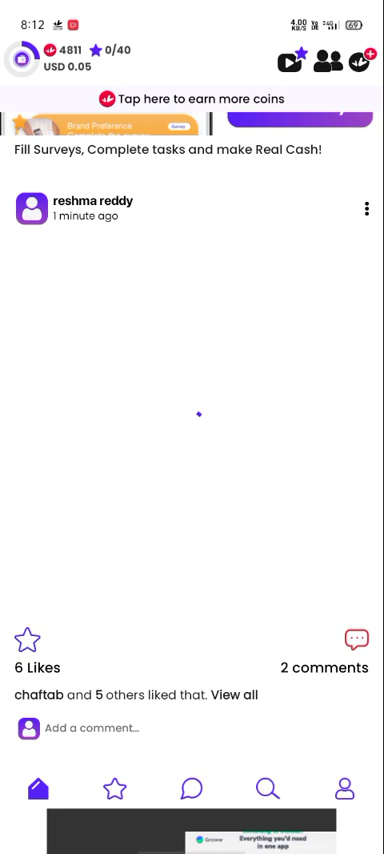 8:12
4.00
KB/S
69
4811 0/40
USD 0.05
Tap here to earn more coins
Brand Preference
Survey
Fill Surveys, Complete tasks and make Real Cash!
reshma reddy
1 minute ago
6 Likes
2 comments
chaftab and 5 others liked that. View all
Add a comment...
Groww
Everything you'd need
in one app